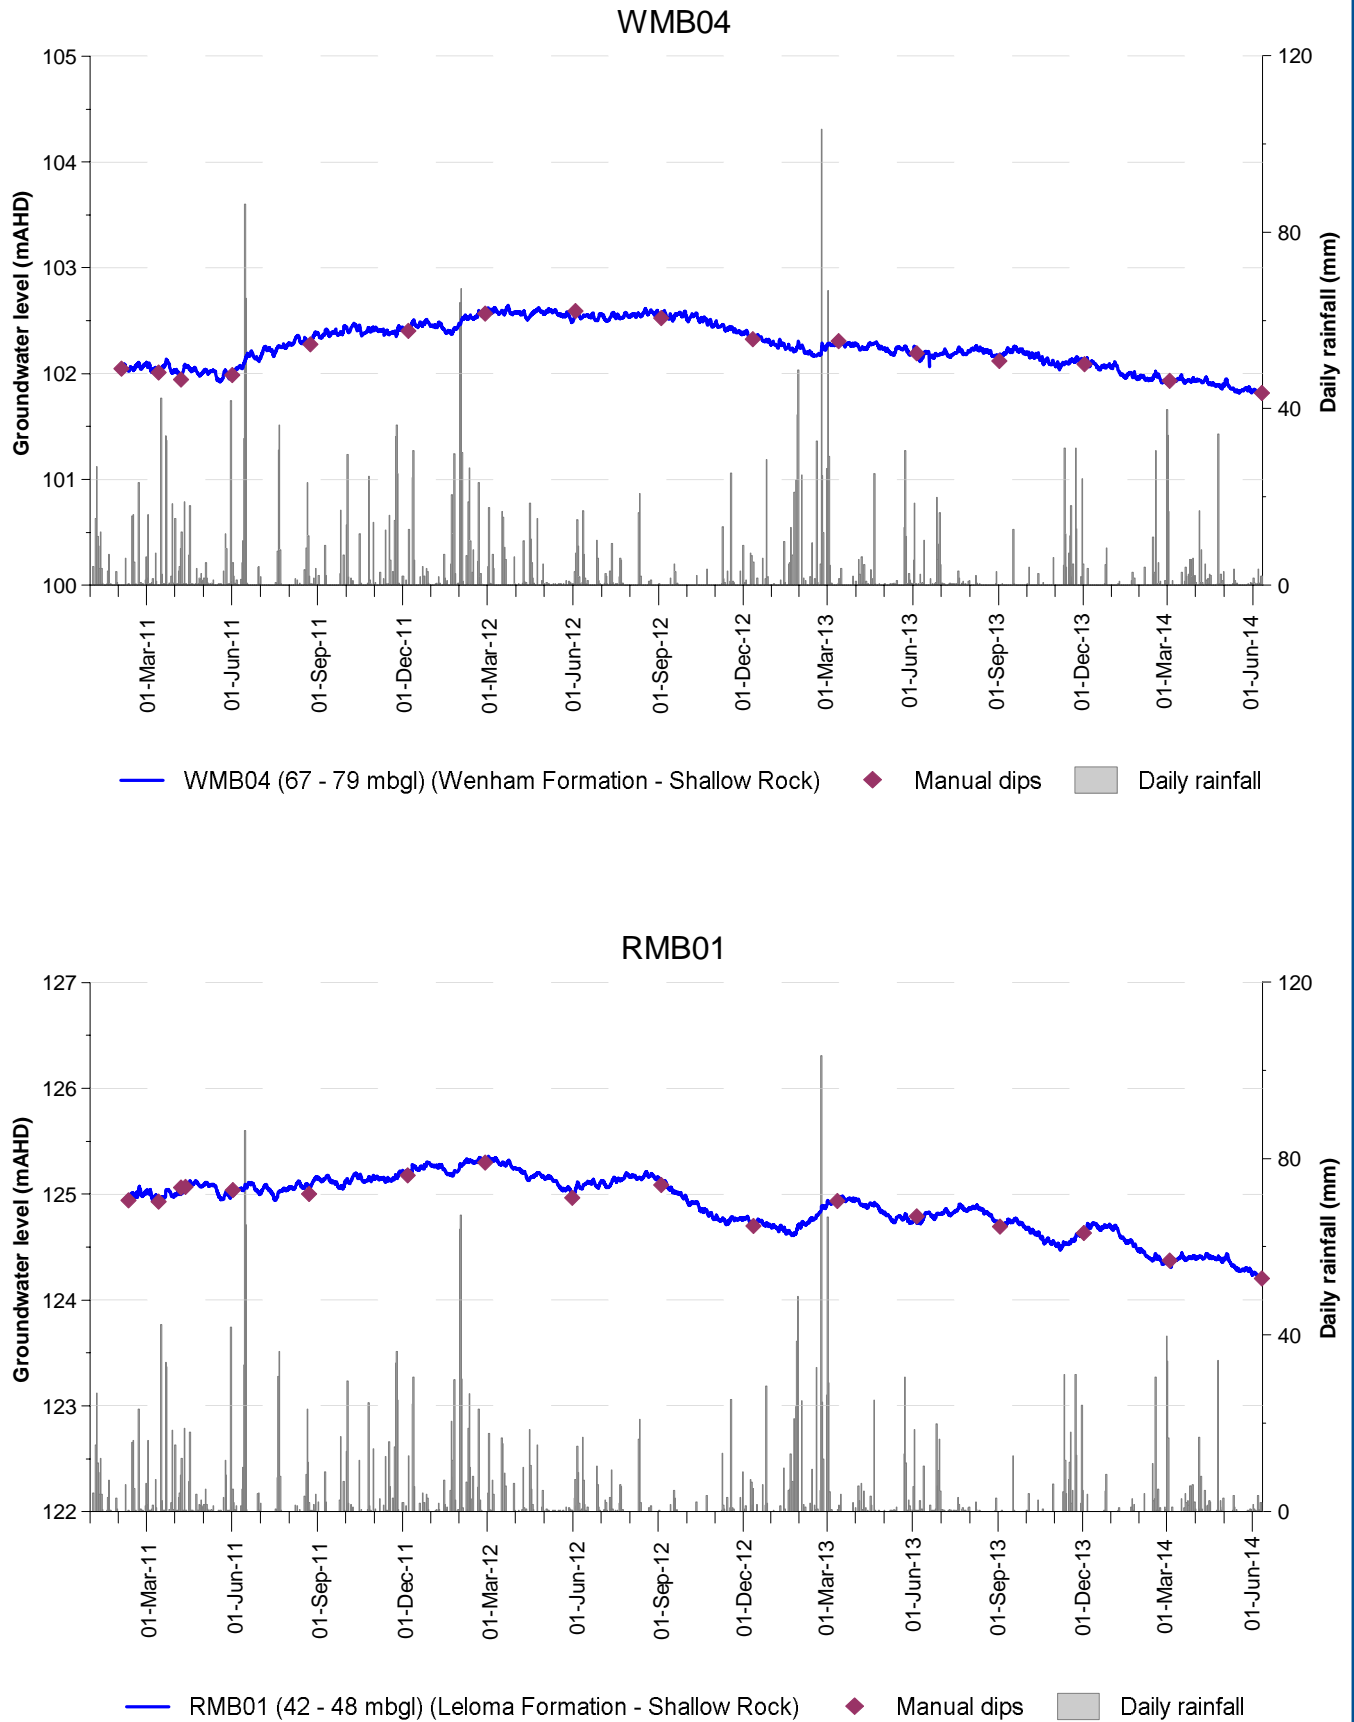 WMB04
105
104
103
102
101
100
Groundwater level (mAHD)
120
80
40
0
Daily rainfall (mm)
01-Mar-11
01-Jun-11
01-Sep-11
01-Dec-11
01-Mar-12
01-Jun-12
01-Sep-12
01-Dec-12
01-Mar-13
01-Jun-13
01-Sep-13
01-Dec-13
01-Mar-14
01-Jun-14
WMB04 (67 - 79 mbgl) (Wenham Formation - Shallow Rock) Manual dips Daily rainfall
RMB01
127
126
125
124
123
122
Groundwater level (mAHD)
120
80
40
0
Daily rainfall (mm)
01-Mar-11
01-Jun-11
01-Sep-11
01-Dec-11
01-Mar-12
01-Jun-12
01-Sep-12
01-Dec-12
01-Mar-13
01-Jun-13
01-Sep-13
01-Dec-13
01-Mar-14
01-Jun-14
RMB01 (42 - 48 mbgl) (Leloma Formation - Shallow Rock) Manual dips Daily rainfall